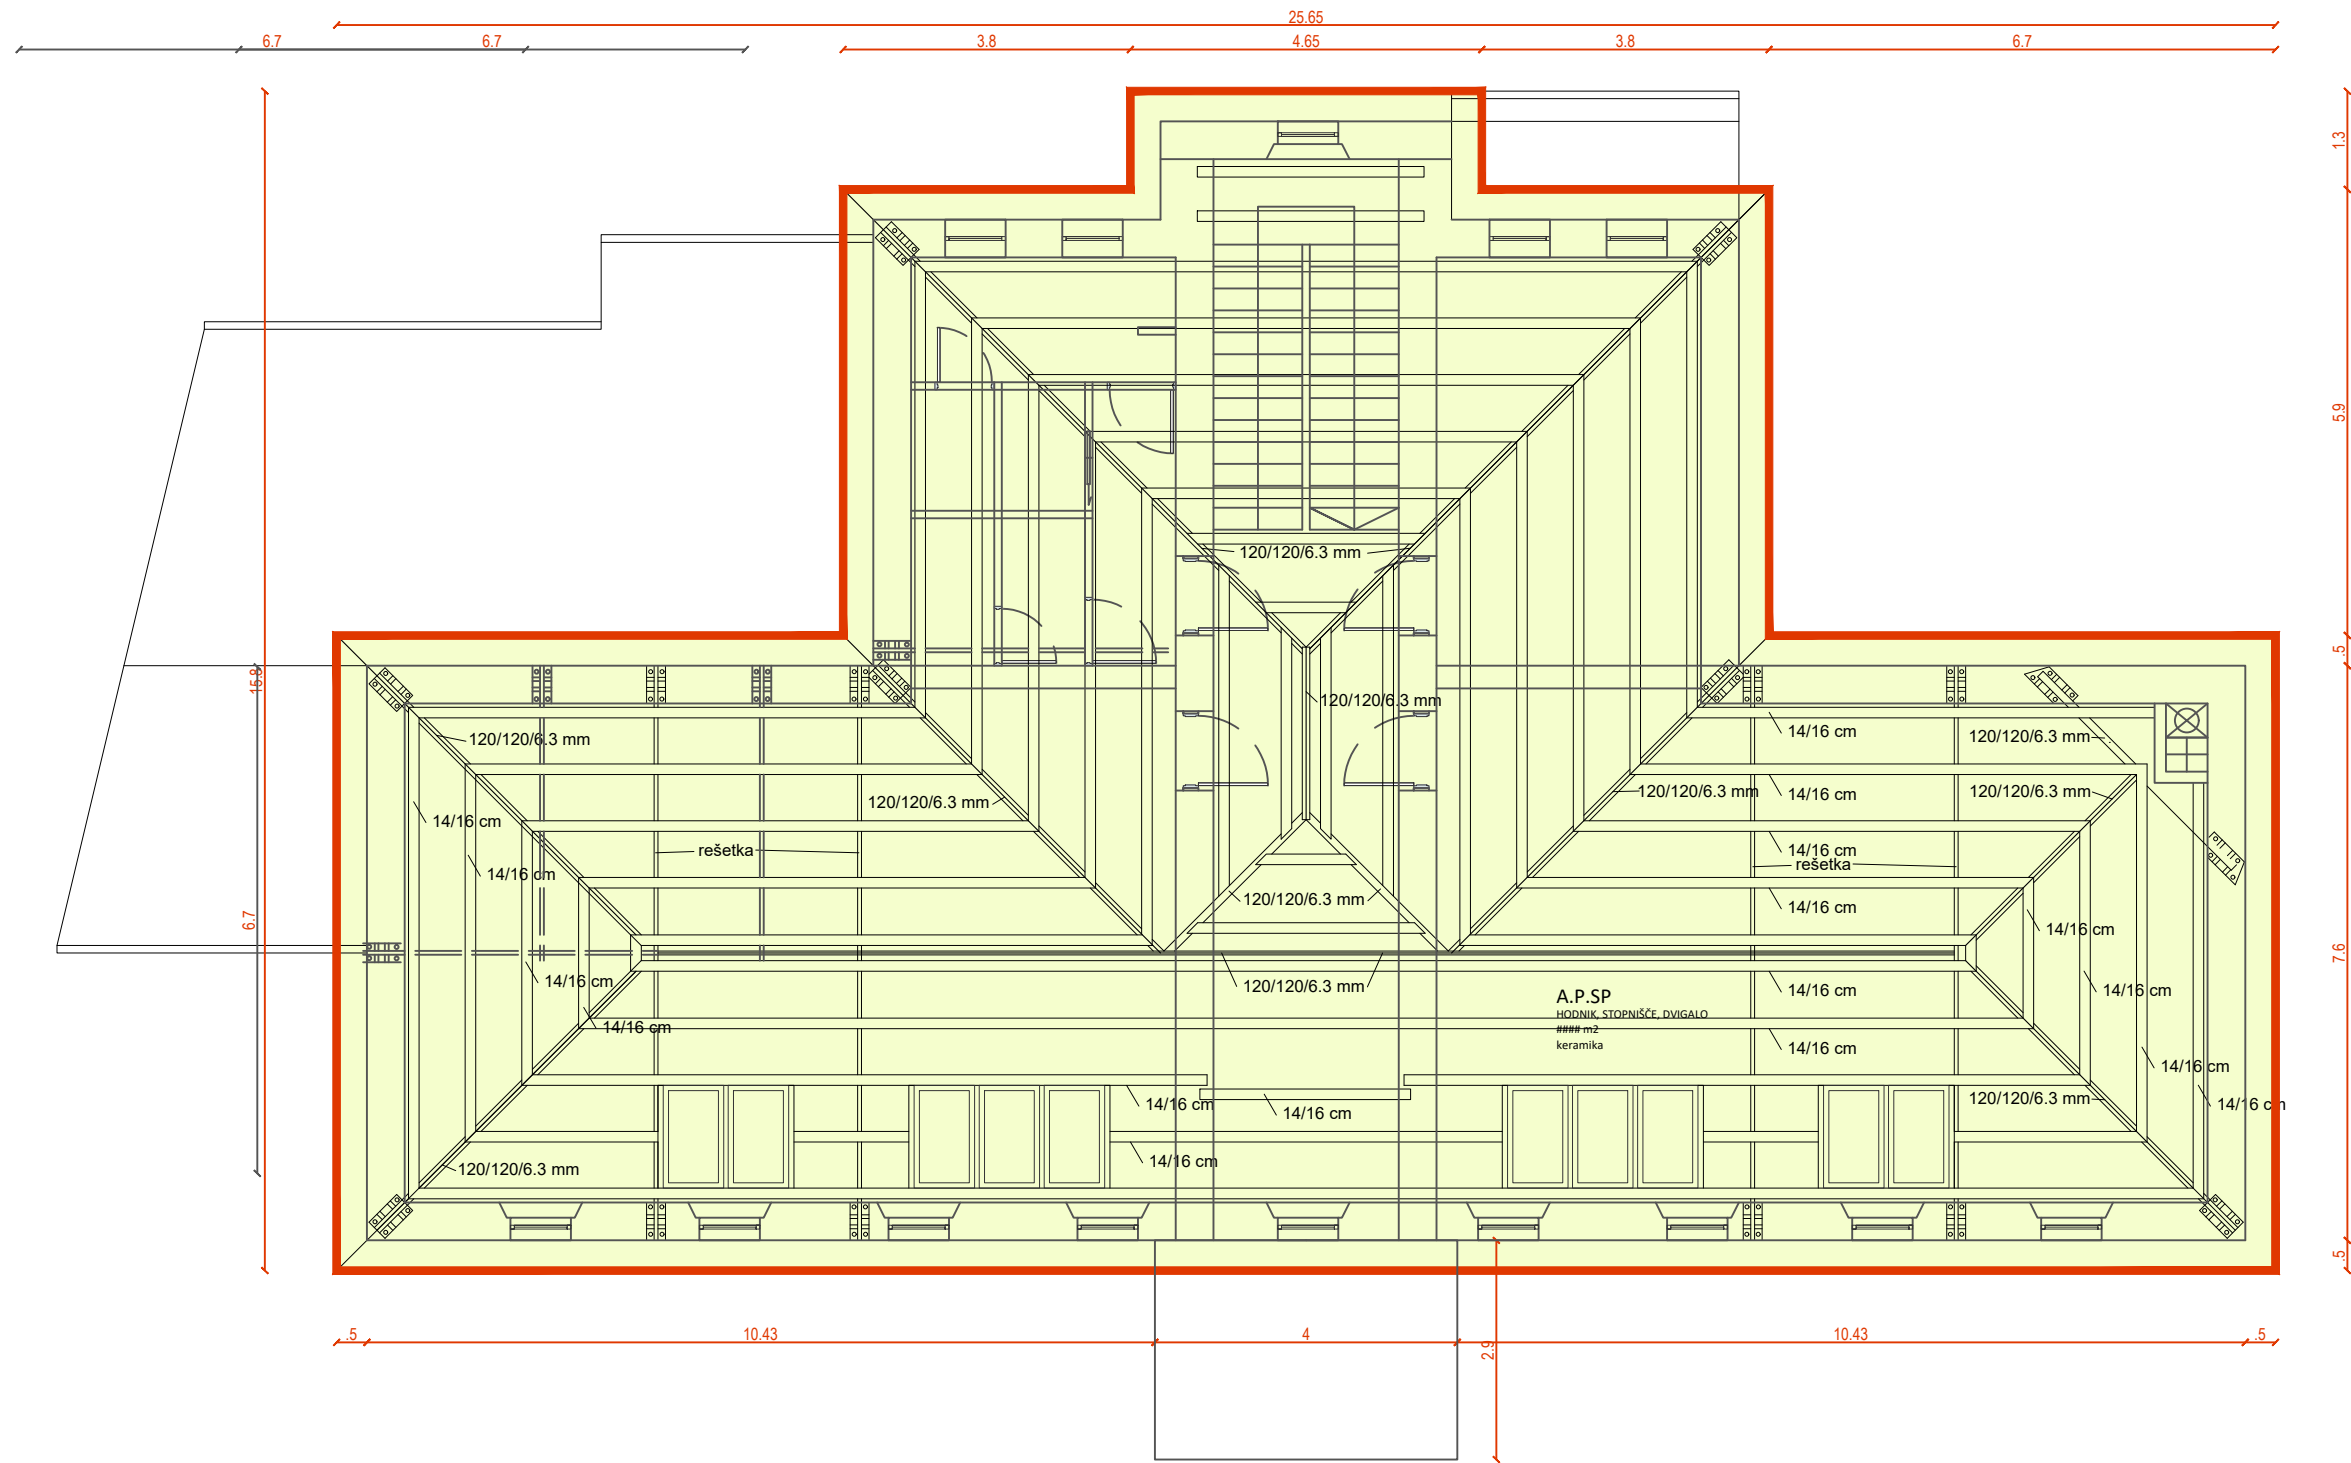 25.65
6.7
6.7
3.8
4.65
3.8
6.7
1.3
5.9
.5
7.6
.5
15.8
6.7
120/120/6.3 mm
120/120/6.3 mm
14/16 cm
120/120/6.3 mm
120/120/6.3 mm
120/120/6.3 mm
120/120/6.3 mm
14/16 cm
120/120/6.3 mm
120/120/6.3 mm
14/16 cm
rešetka
14/16 cm
rešetka
14/16 cm
120/120/6.3 mm
14/16 cm
14/16 cm
14/16 cm
120/120/6.3 mm
14/16 cm
14/16 cm
A.P.SP
HODNIK, STOPNIŠČE, DVIGALO
#### m2
keramika
14/16 cm
14/16 cm
14/16 cm
14/16 cm
14/16 cm
120/120/6.3 mm
14/16 cm
14/16 cm
120/120/6.3 mm
.5
10.43
4
2.9
10.43
.5